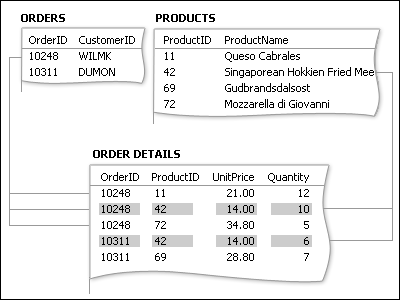 ORDERS
OrderID CustomerID
10248 WILMK
10311 DUMON
PRODUCTS
ProductID ProductName
11 Queso Cabrales
42 Singaporean Hokkien Fried Mee
69 Gudbrandsdalsost
72 Mozzarella di Giovanni
ORDER DETAILS
OrderID ProductID UnitPrice Quantity
10248 11 21.00 12
10248 42 14.00 10
10248 72 34.80 5
10311 42 14.00 6
10311 69 28.80 7